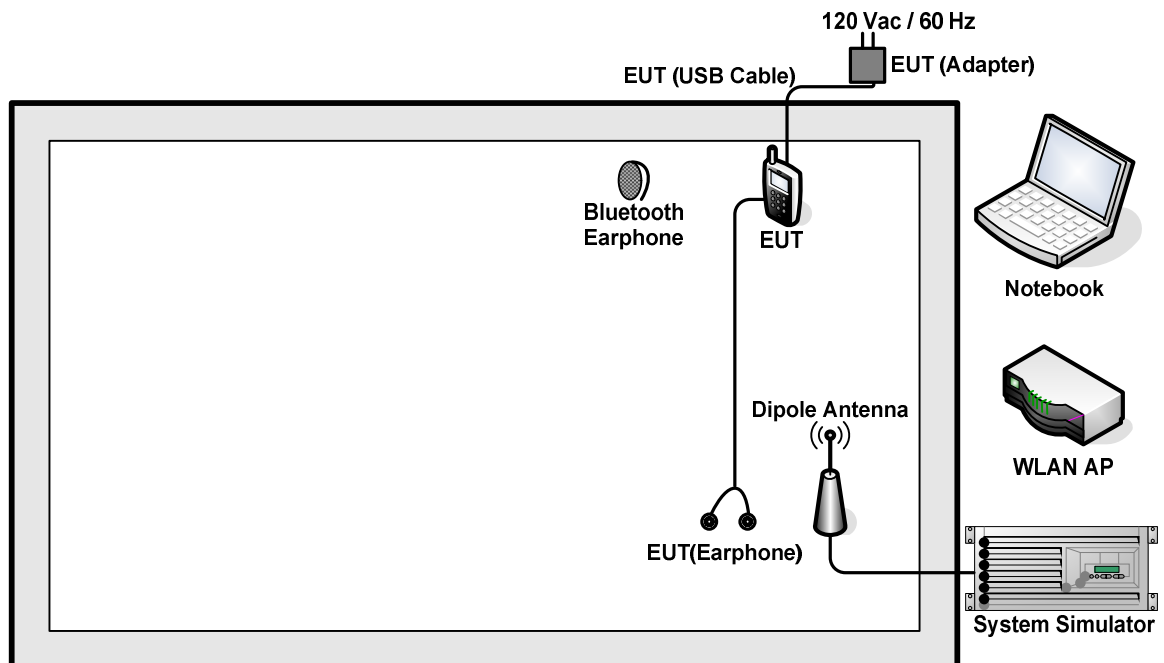 120 Vac / 60 Hz
EUT (Adapter)
EUT (USB Cable)
Bluetooth
Earphone
EUT
Notebook
Dipole Antenna
WLAN AP
EUT(Earphone)
System Simulator